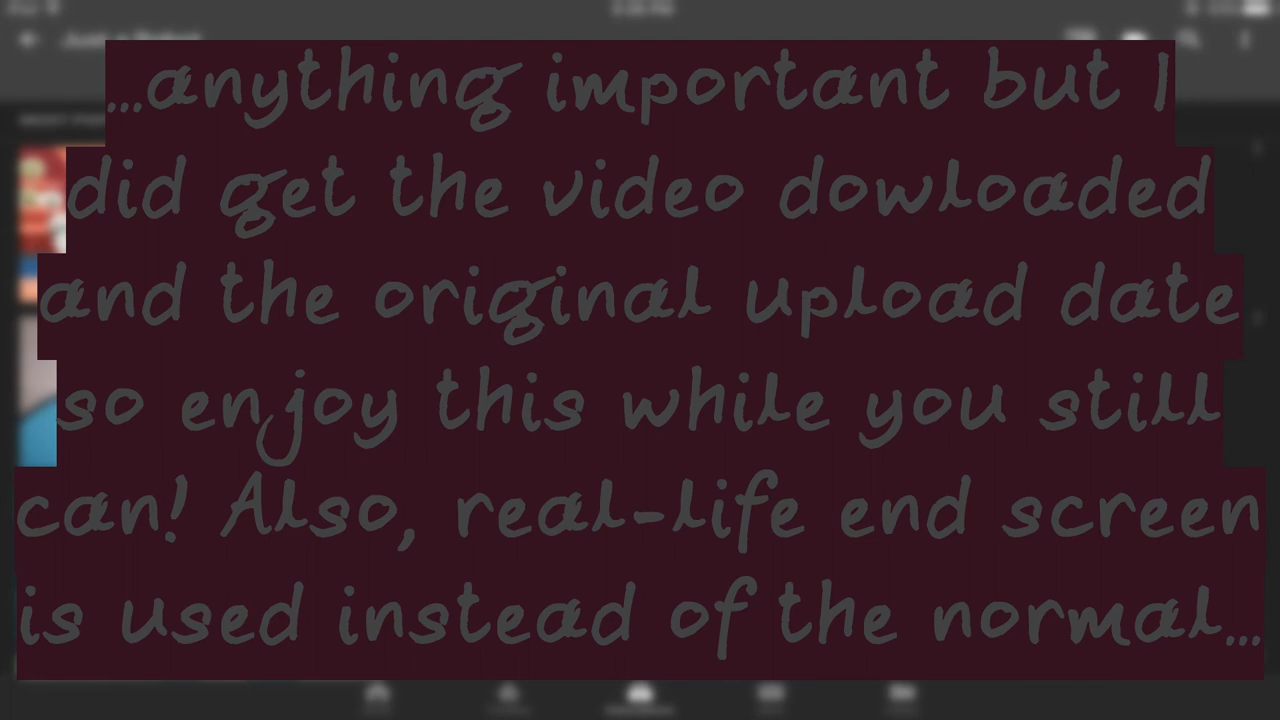 ...anything important but I
did get the video dowloaded
and the original upload date
so enjoy this while you still
can! Also, real-life end screen
is used instead of the normal...